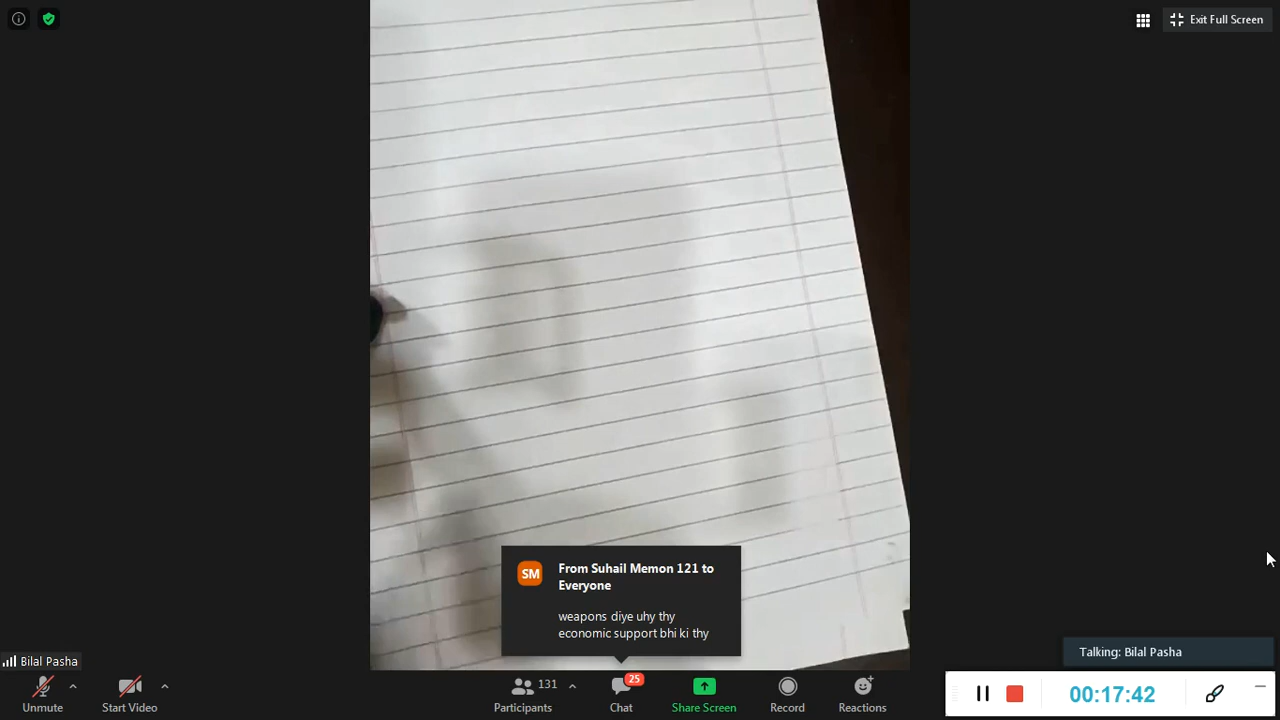 Exit Full Screen
SM
From Suhail Memon 121 to
Everyone
weapons diye uhy thy
economic support bhi ki thy
Bilal Pasha
Talking: Bilal Pasha
Unmute
Start Video
131
Participants
25
Chat
Share Screen
Record
Reactions
00:17:42